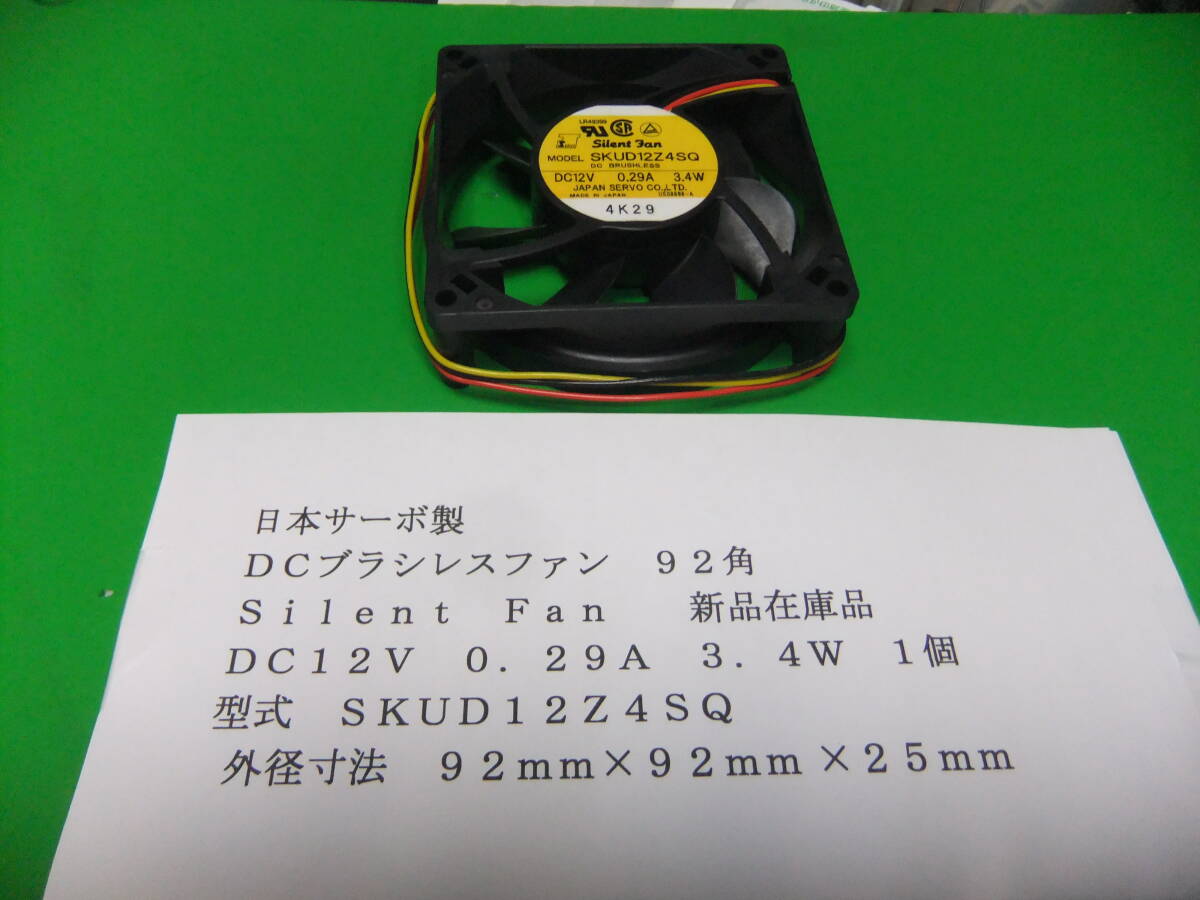 LR49399
Silent Fan
MODEL SKUD12Z4SQ
DC BRUSHLESS
DC12V 0.29A 3.4W
JAPAN SERVO CO.,LTD.
MADE IN JAPAN
4K29
日本サーボ製
DCブラシレスファン 92角
Silent Fan 新品在庫品
DC12V 0.29A 3.4W 1個
型式 SKUD12Z4SQ
外径寸法 92mm×92mm×25mm